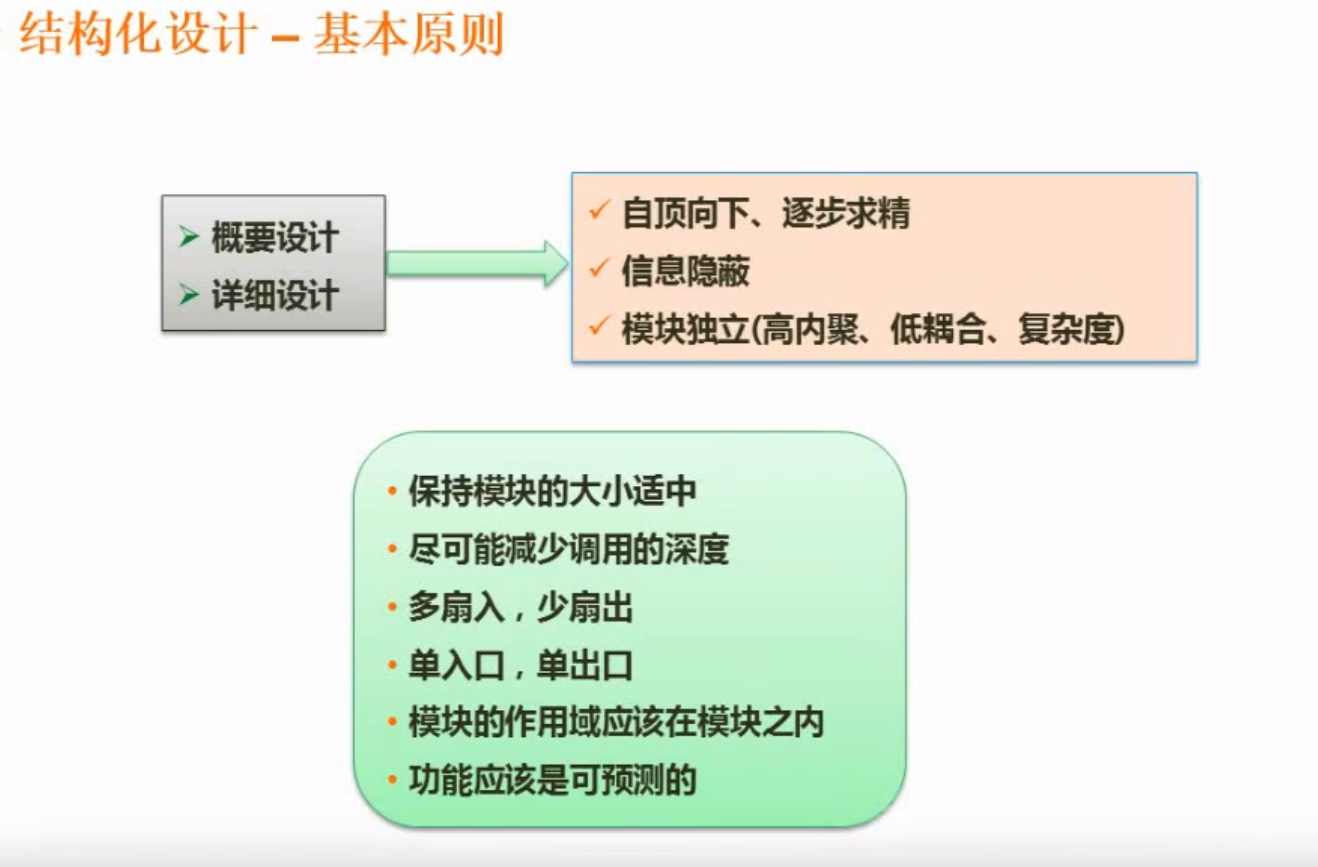 结构化设计 – 基本原则
概要设计
详细设计
自顶向下、逐步求精
信息隐蔽
模块独立(高内聚、低耦合、复杂度)
保持模块的大小适中
尽可能减少调用的深度
多扇入，少扇出
单入口，单出口
模块的作用域应该在模块之内
功能应该是可预测的